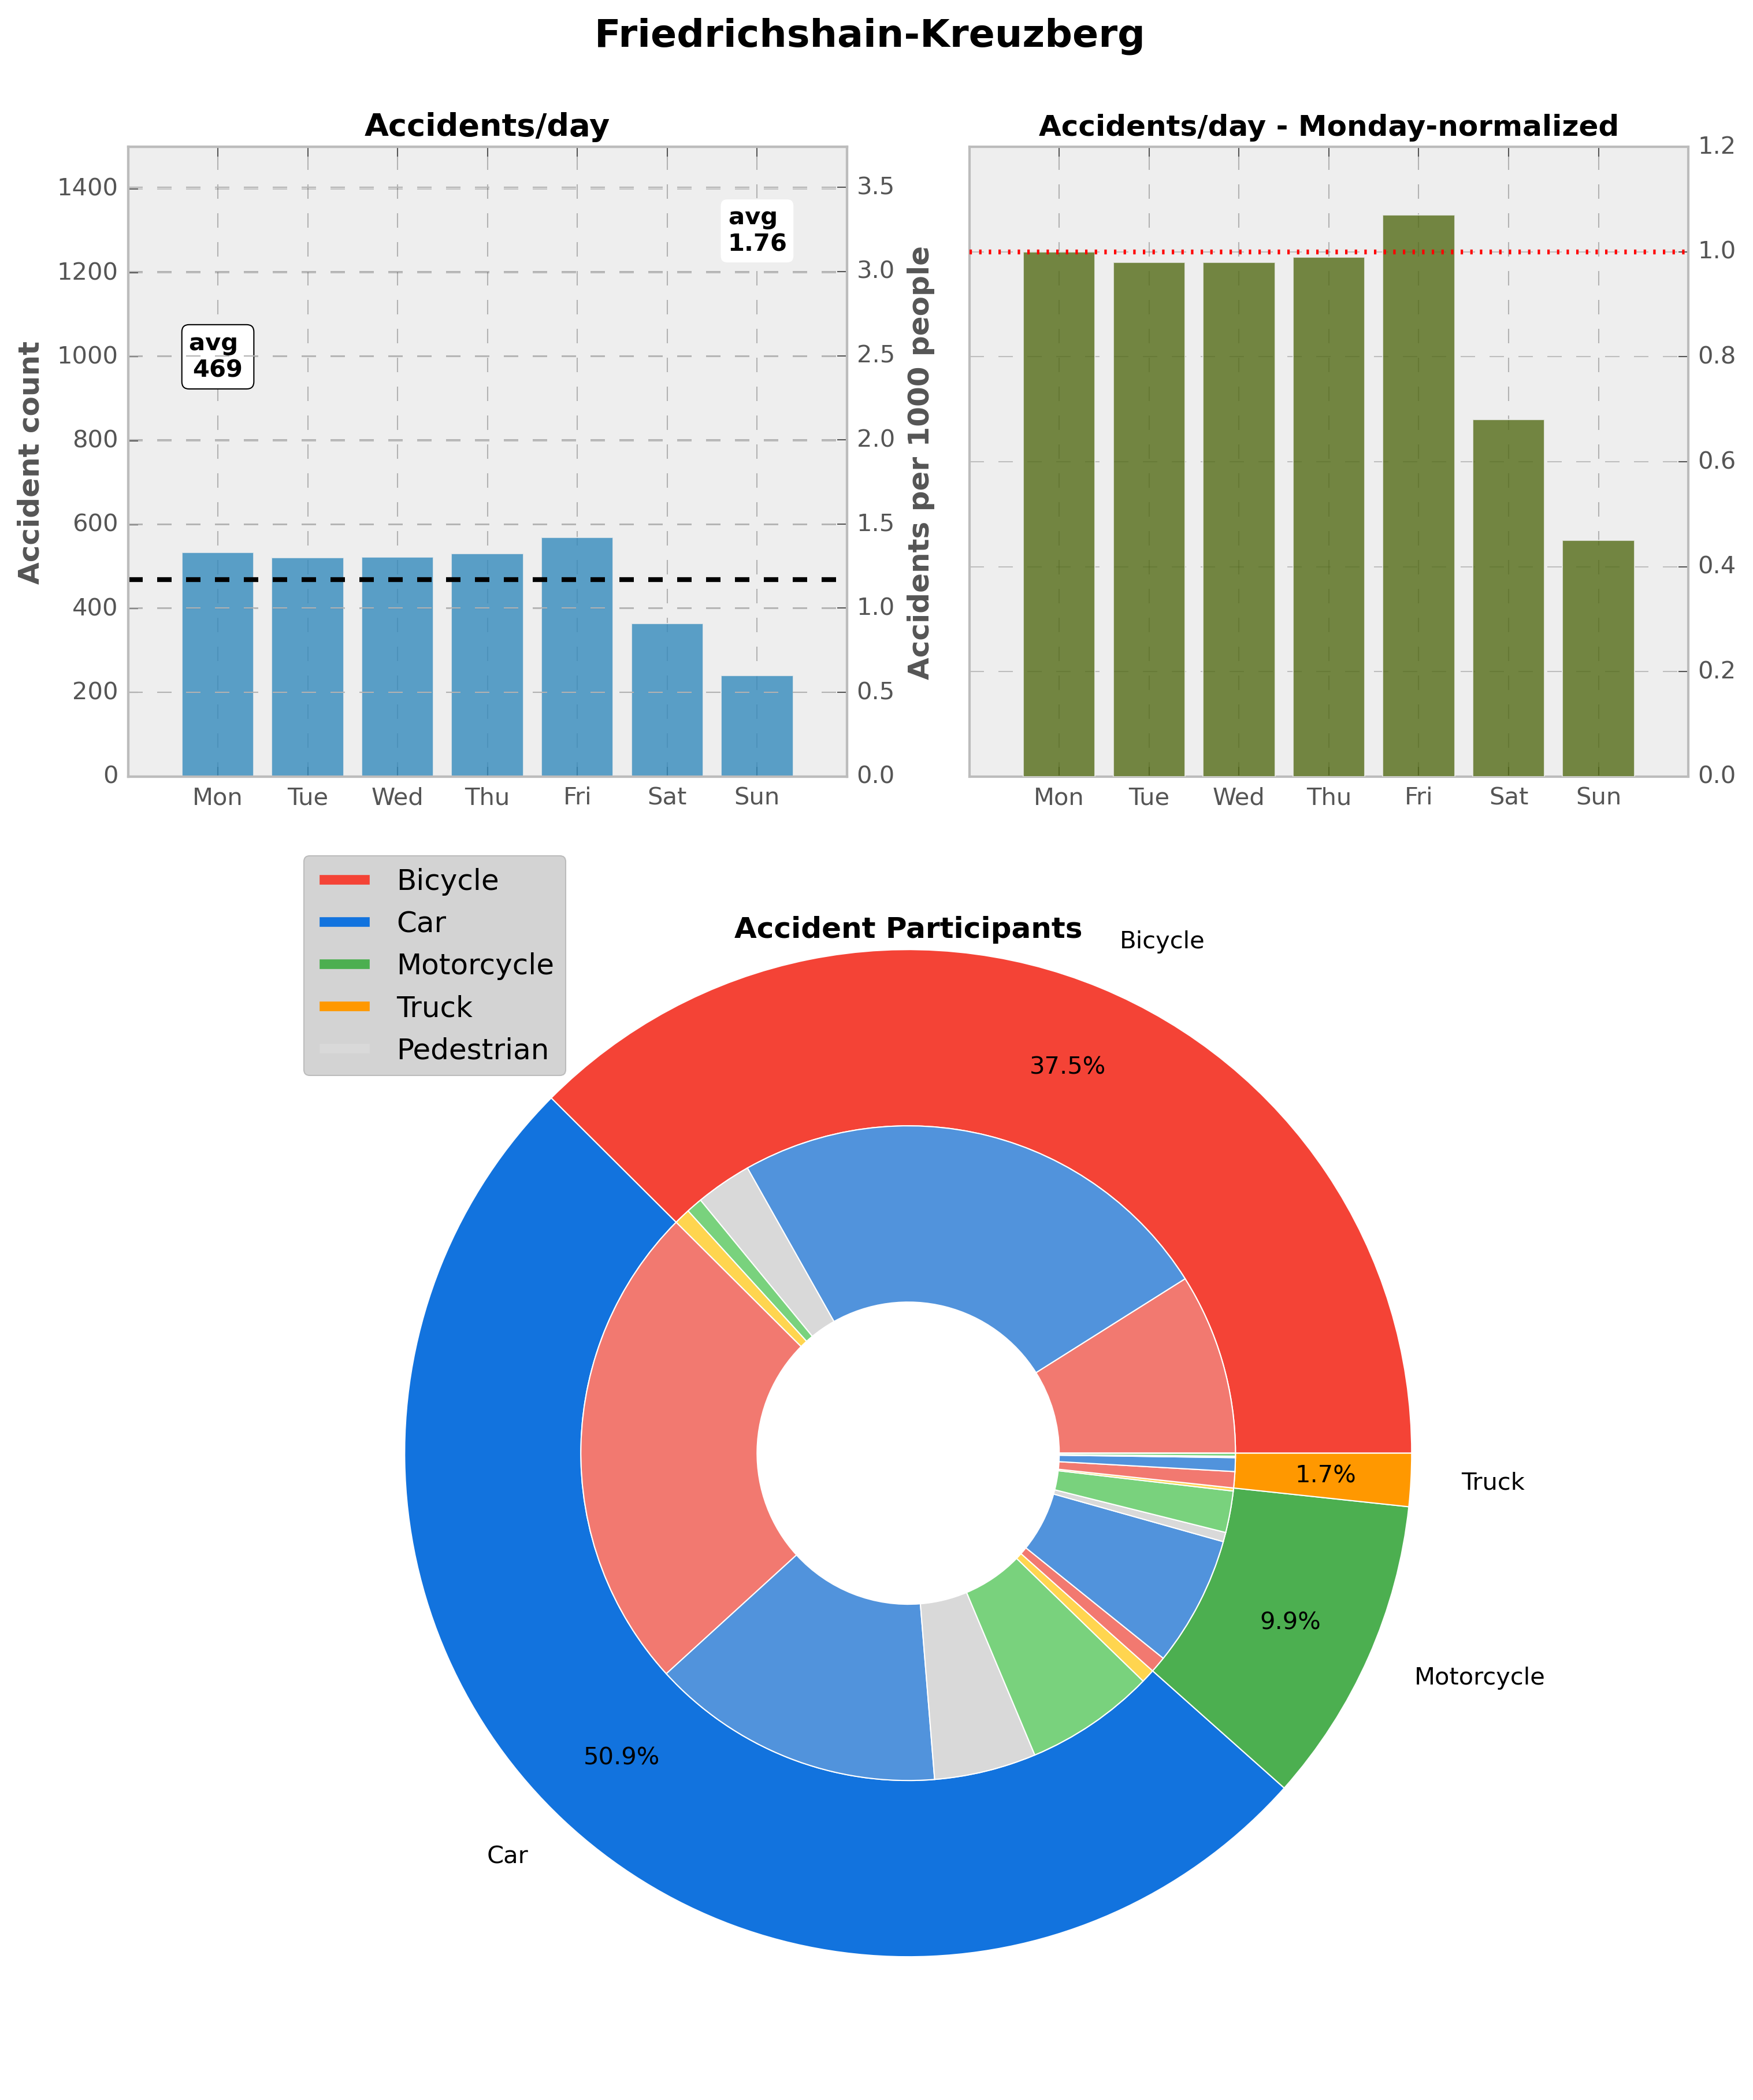 Friedrichshain-Kreuzberg
Accidents/day
Accident count
1400
1200
1000
800
600
400
200
0
avg
469
avg
1.76
3.5
3.0
2.5
2.0
1.5
1.0
0.5
0.0
Accidents per 1000 people
Mon Tue Wed Thu Fri Sat Sun
Accidents/day - Monday-normalized
1.2
1.0
0.8
0.6
0.4
0.2
0.0
Mon Tue Wed Thu Fri Sat Sun
Bicycle
Car
Motorcycle
Truck
Pedestrian
Accident Participants
Bicycle
37.5%
1.7%
Truck
9.9%
Motorcycle
50.9%
Car